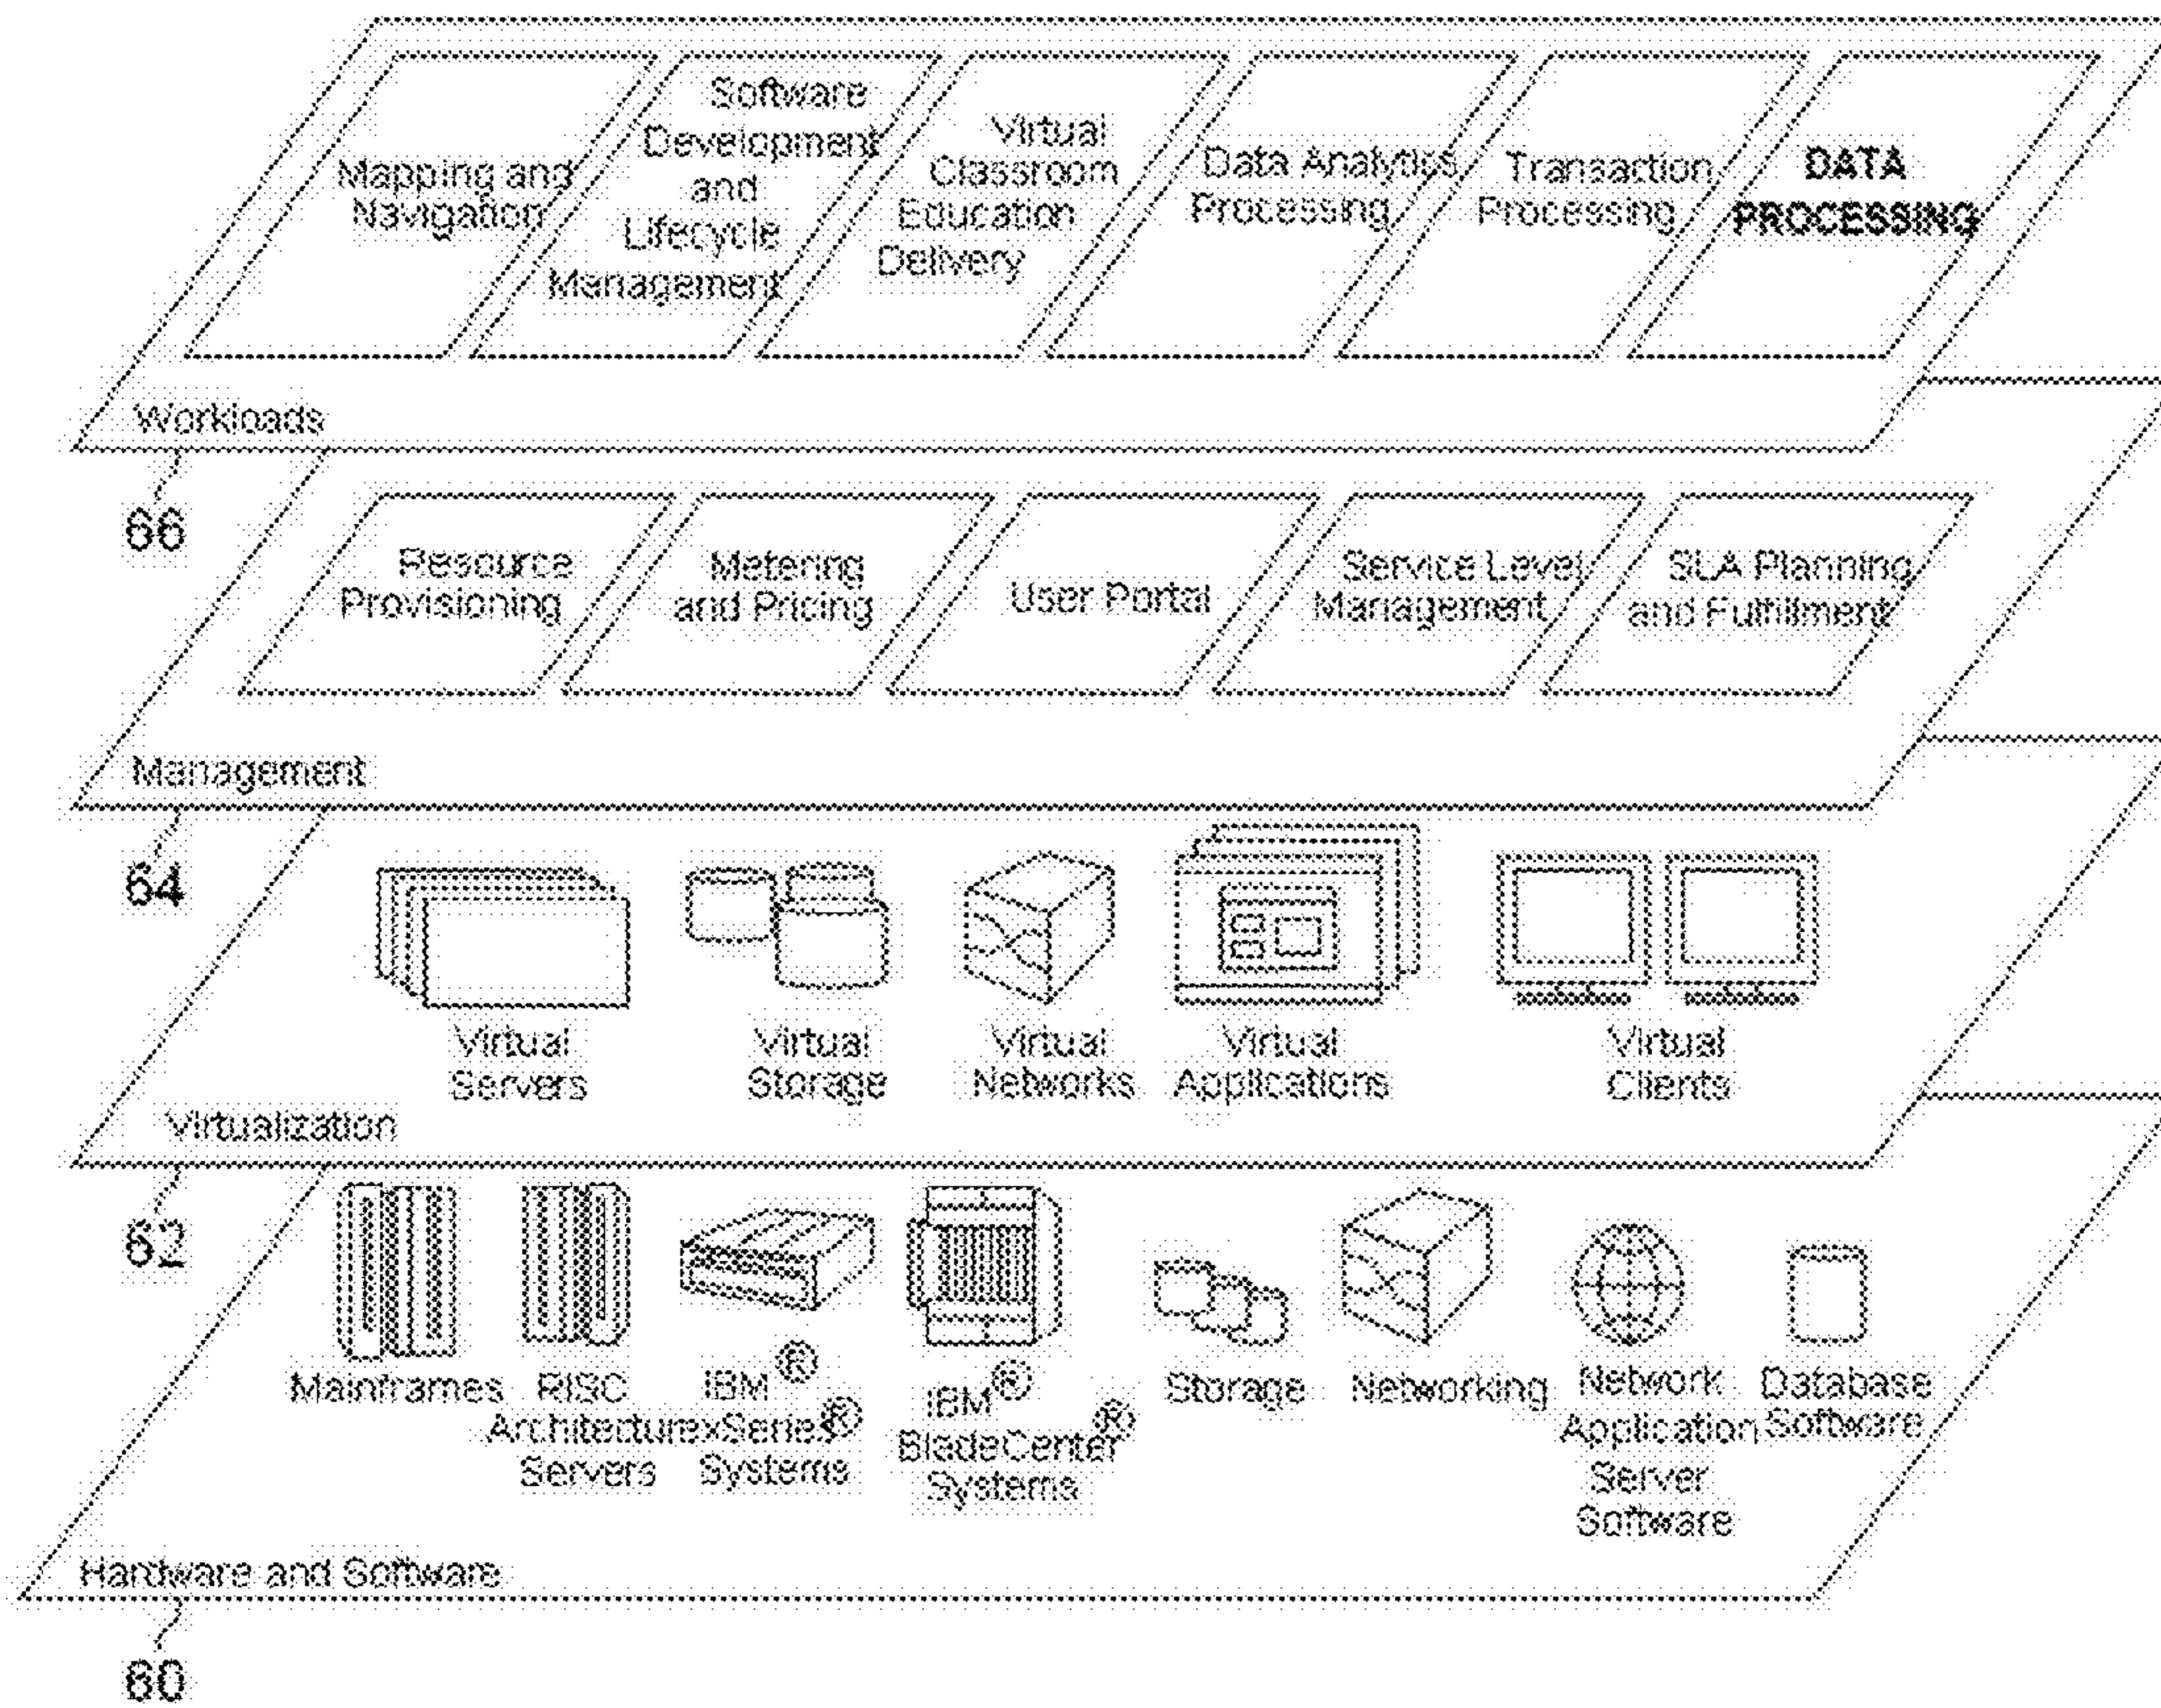 Mapping and
Navigation
Software
Development
and
Lifecycle
Management
Virtual
Classroom
Education
Delivery
Data Analytics
Processing
Transaction
Processing
DATA
PROCESSING
Workloads
66
Resource
Provisioning
Metering
and Pricing
User Portal
Service Level
Management
SLA Planning
and Fulfillment
Management
64
Virtual
Servers
Virtual
Storage
Virtual
Networks
Virtual
Applications
Virtual
Clients
Virtualization
62
Mainframes
RISC
Architecture
Servers
IBM®
xSeries®
Systems
IBM®
BladeCenter®
Systems
Storage
Networking
Network
Application
Server
Software
Database
Software
Hardware and Software
60